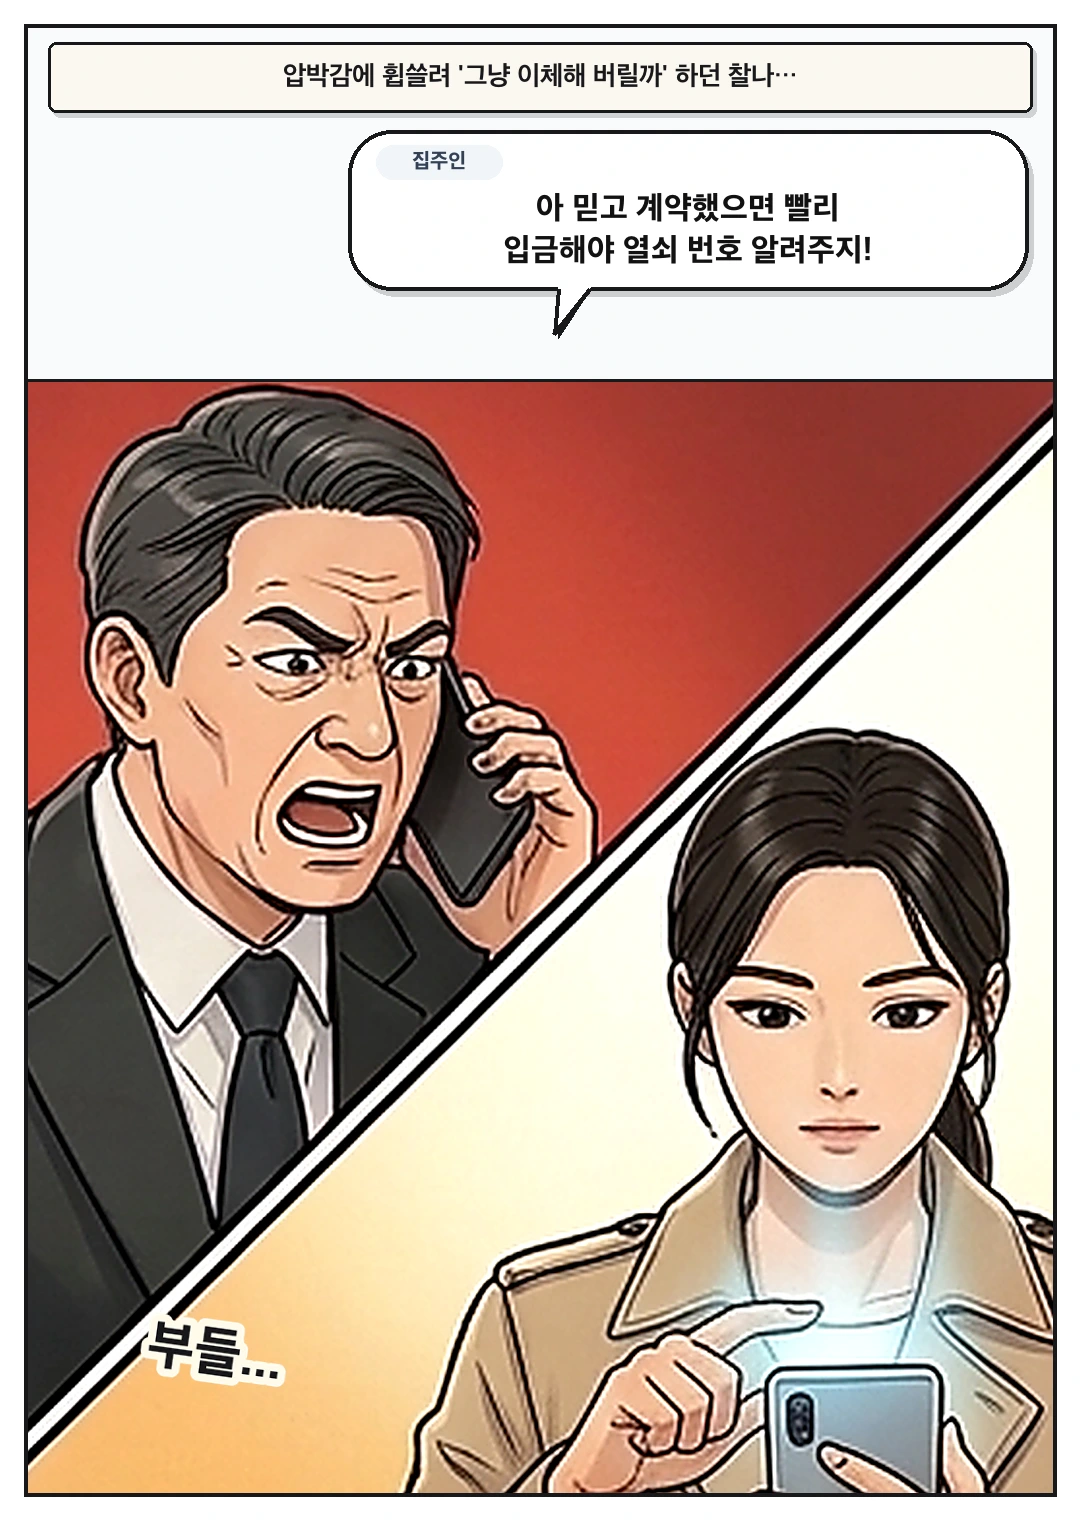 압박감에 휩쓸려 '그냥 이체해 버릴까' 하던 찰나…
집주인
아 믿고 계약했으면 빨리
입금해야 열쇠 번호 알려주지!
부들...